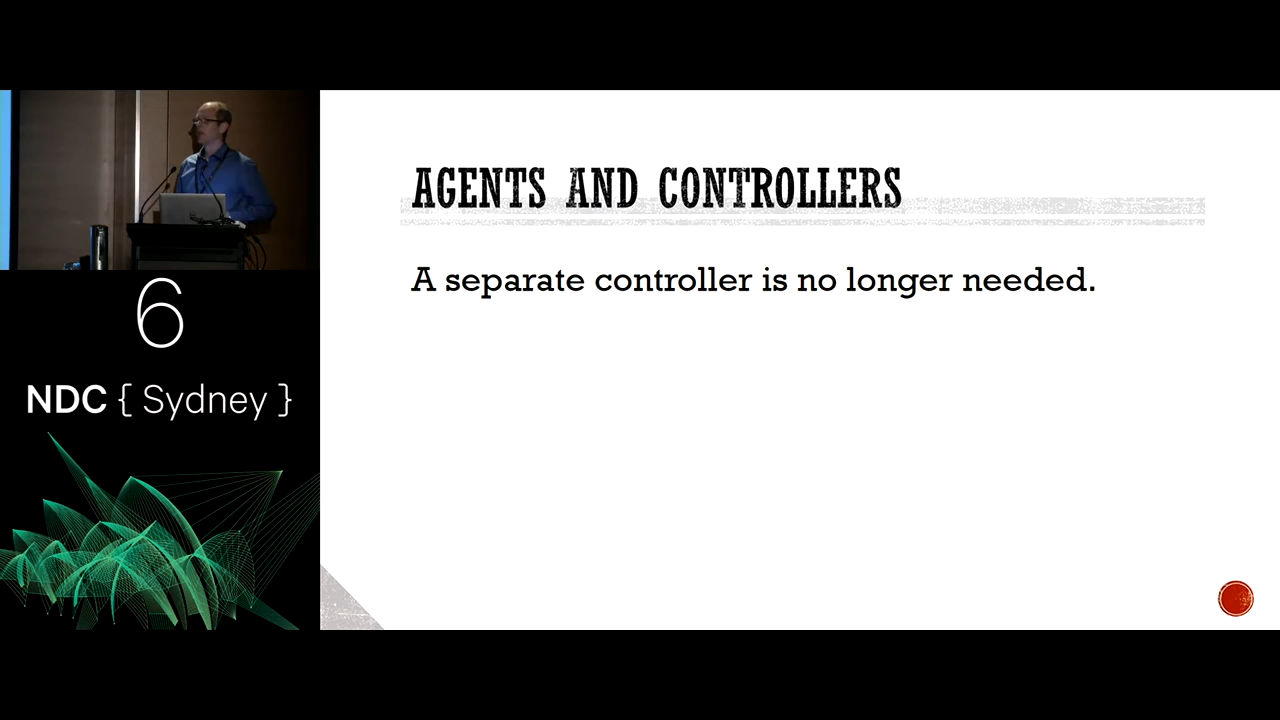 AGENTS AND CONTROLLERS
A separate controller is no longer needed.
6
NDC { Sydney }